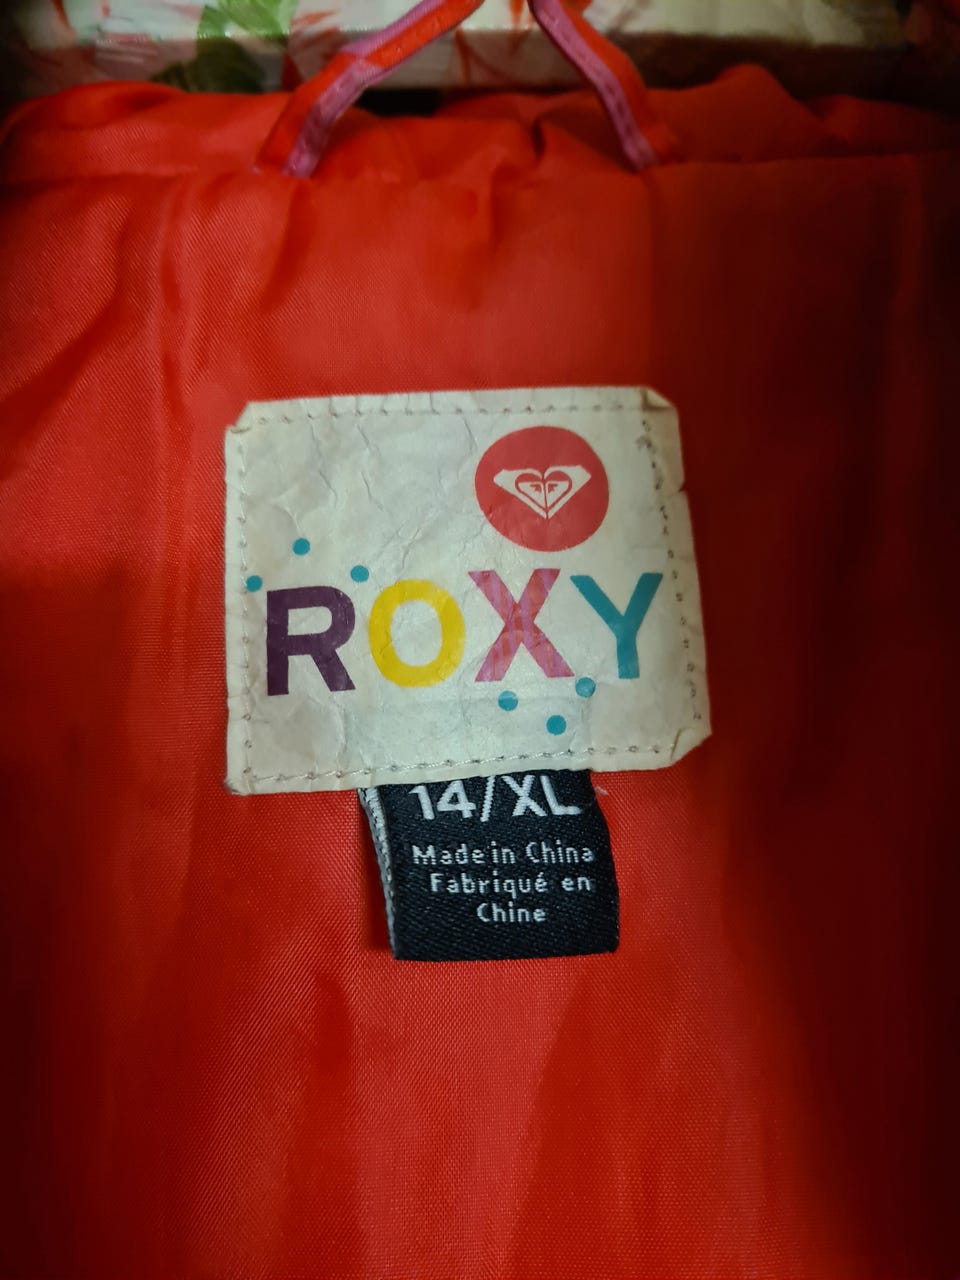 ROXY
14/XL
Made in China
Fabriqué en
Chine